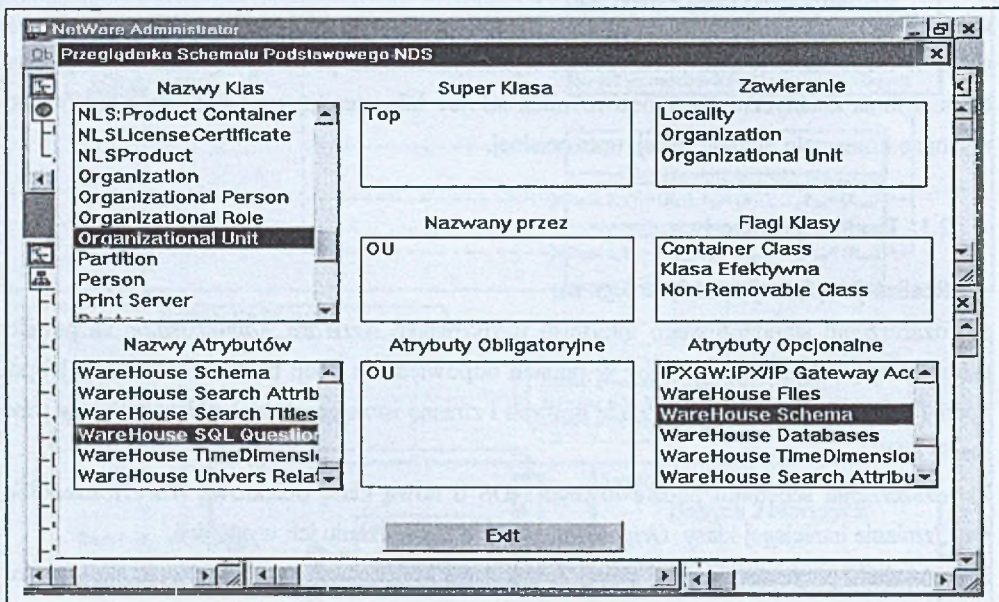 NetWare Administrator
Ob Przeglądarka Schematu Podstawowego NDS
Nazwy Klas
NLS:Product Container
NLSLicenseCertificate
NLSProduct
Organization
Organizational Person
Organizational Role
Organizational Unit
Partition
Person
Print Server
Super Klasa
Top
Zawieranie
Locality
Organization
Organizational Unit
Nazwany przez
OU
Flagi Klasy
Container Class
Klasa Efektywna
Non-Removable Class
Nazwy Atrybutów
WareHouse Schema
WareHouse Search Attrib
WareHouse Search Titles
WareHouse SQL Question
WareHouse TimeDimensio
WareHouse Univers Relat
Atrybuty Obligatoryjne
OU
Atrybuty Opcjonalne
IPXGW:IPX/IP Gateway Acc
WareHouse Files
WareHouse Schema
WareHouse Databases
WareHouse TimeDimension
WareHouse Search Attribu
Exit